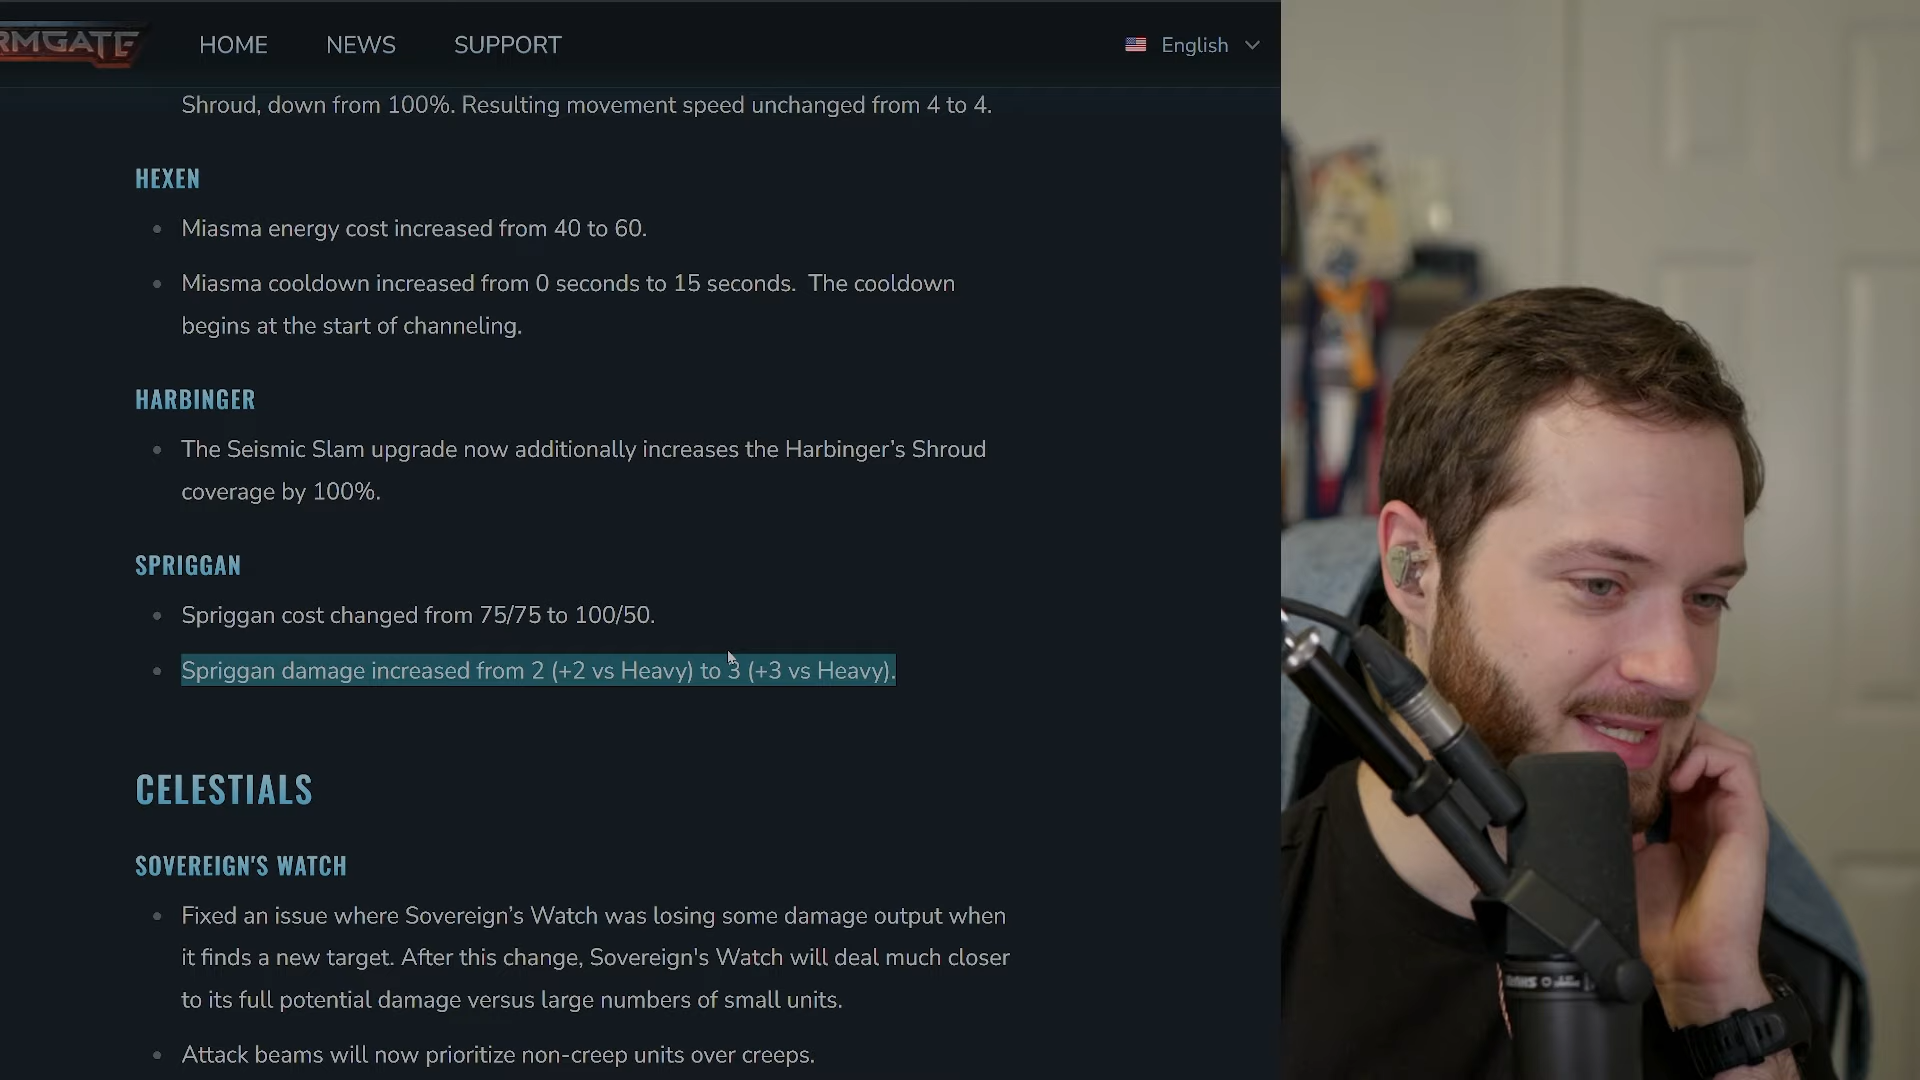 RMGATE HOME NEWS SUPPORT English
Shroud, down from 100%. Resulting movement speed unchanged from 4 to 4.
HEXEN
Miasma energy cost increased from 40 to 60.
Miasma cooldown increased from 0 seconds to 15 seconds. The cooldown
begins at the start of channeling.
HARBINGER
The Seismic Slam upgrade now additionally increases the Harbinger’s Shroud
coverage by 100%.
SPRIGGAN
Spriggan cost changed from 75/75 to 100/50.
Spriggan damage increased from 2 (+2 vs Heavy) to 3 (+3 vs Heavy).
CELESTIALS
SOVEREIGN'S WATCH
Fixed an issue where Sovereign’s Watch was losing some damage output when
it finds a new target. After this change, Sovereign's Watch will deal much closer
to its full potential damage versus large numbers of small units.
Attack beams will now prioritize non-creep units over creeps.